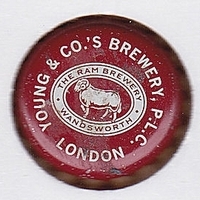 YOUNG & CO.'S BREWERY, P·L·C.
LONDON
THE RAM BREWERY
WANDSWORTH